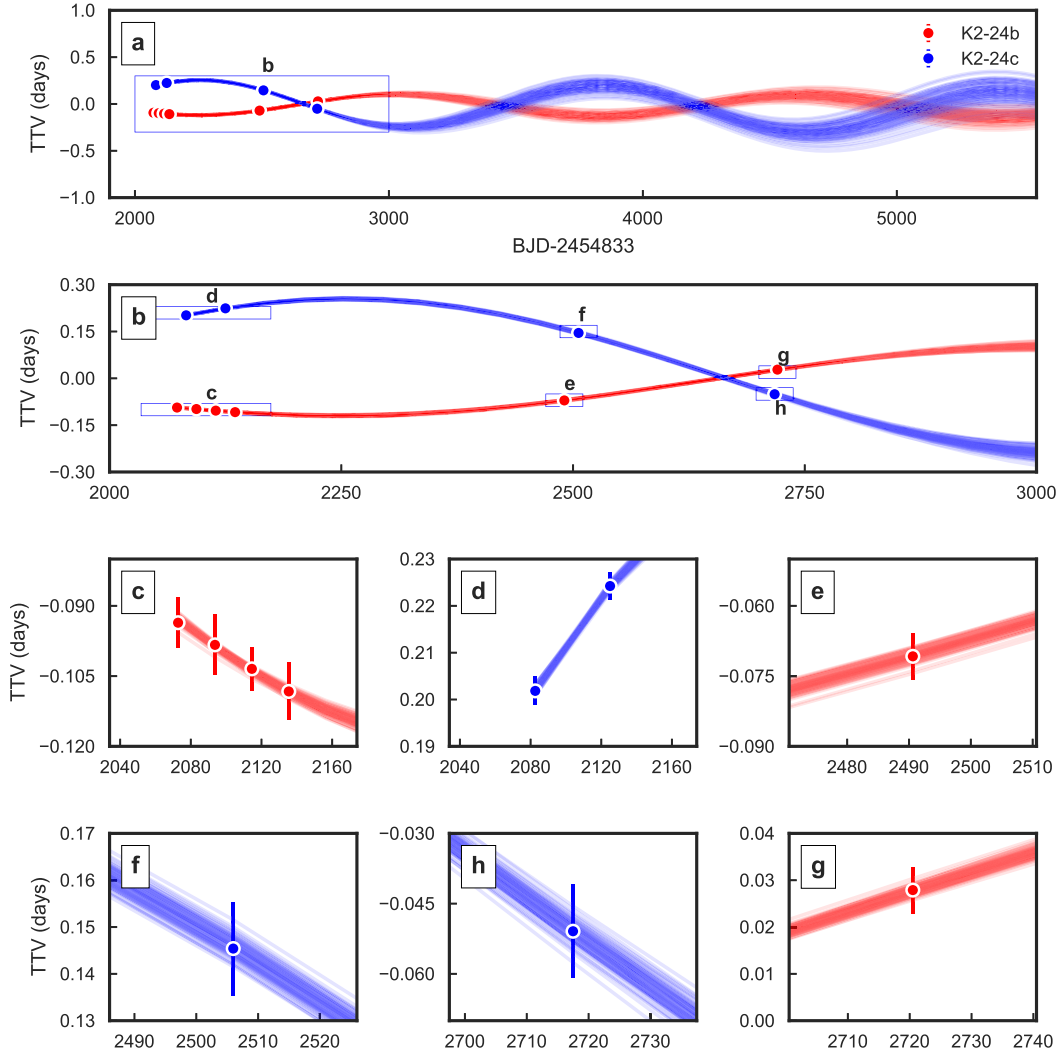 1.0
a
K2-24b
0.5
b
K2-24c
TTV (days)
0.0
−0.5
−1.0
2000 3000 4000 5000
BJD-2454833
0.30
b
d
0.15
f
TTV (days)
0.00
g
c
e
−0.15
h
−0.30
2000 2250 2500 2750 3000
c
−0.090
TTV (days)
−0.105
−0.120
2040 2080 2120 2160
0.23
d
0.22
0.21
0.20
0.19
2040 2080 2120 2160
e
−0.060
−0.075
−0.090
2480 2490 2500 2510
0.17
f
0.16
TTV (days)
0.15
0.14
0.13
2490 2500 2510 2520
−0.030
h
−0.045
−0.060
2700 2710 2720 2730
0.04
g
0.03
0.02
0.01
0.00
2710 2720 2730 2740